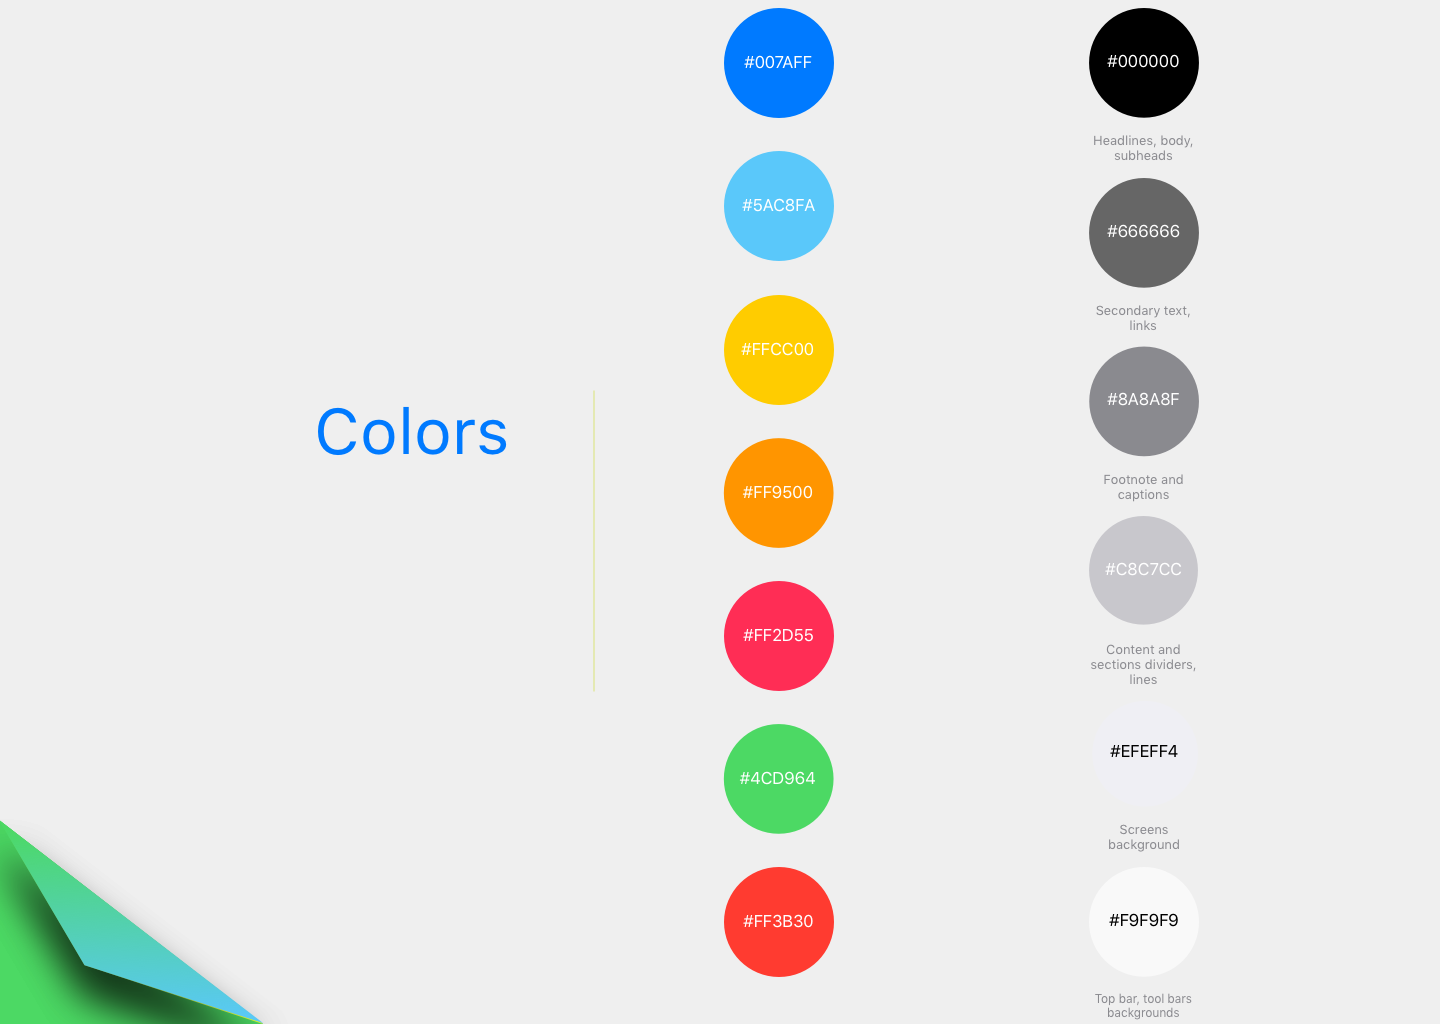 Colors
#007AFF
#5AC8FA
#FFCC00
#FF9500
#FF2D55
#4CD964
#FF3B30
#000000
Headlines, body,
subheads
#666666
Secondary text,
links
#8A8A8F
Footnote and
captions
#C8C7CC
Content and
sections dividers,
lines
#EFEFF4
Screens
background
#F9F9F9
Top bar, tool bars
backgrounds